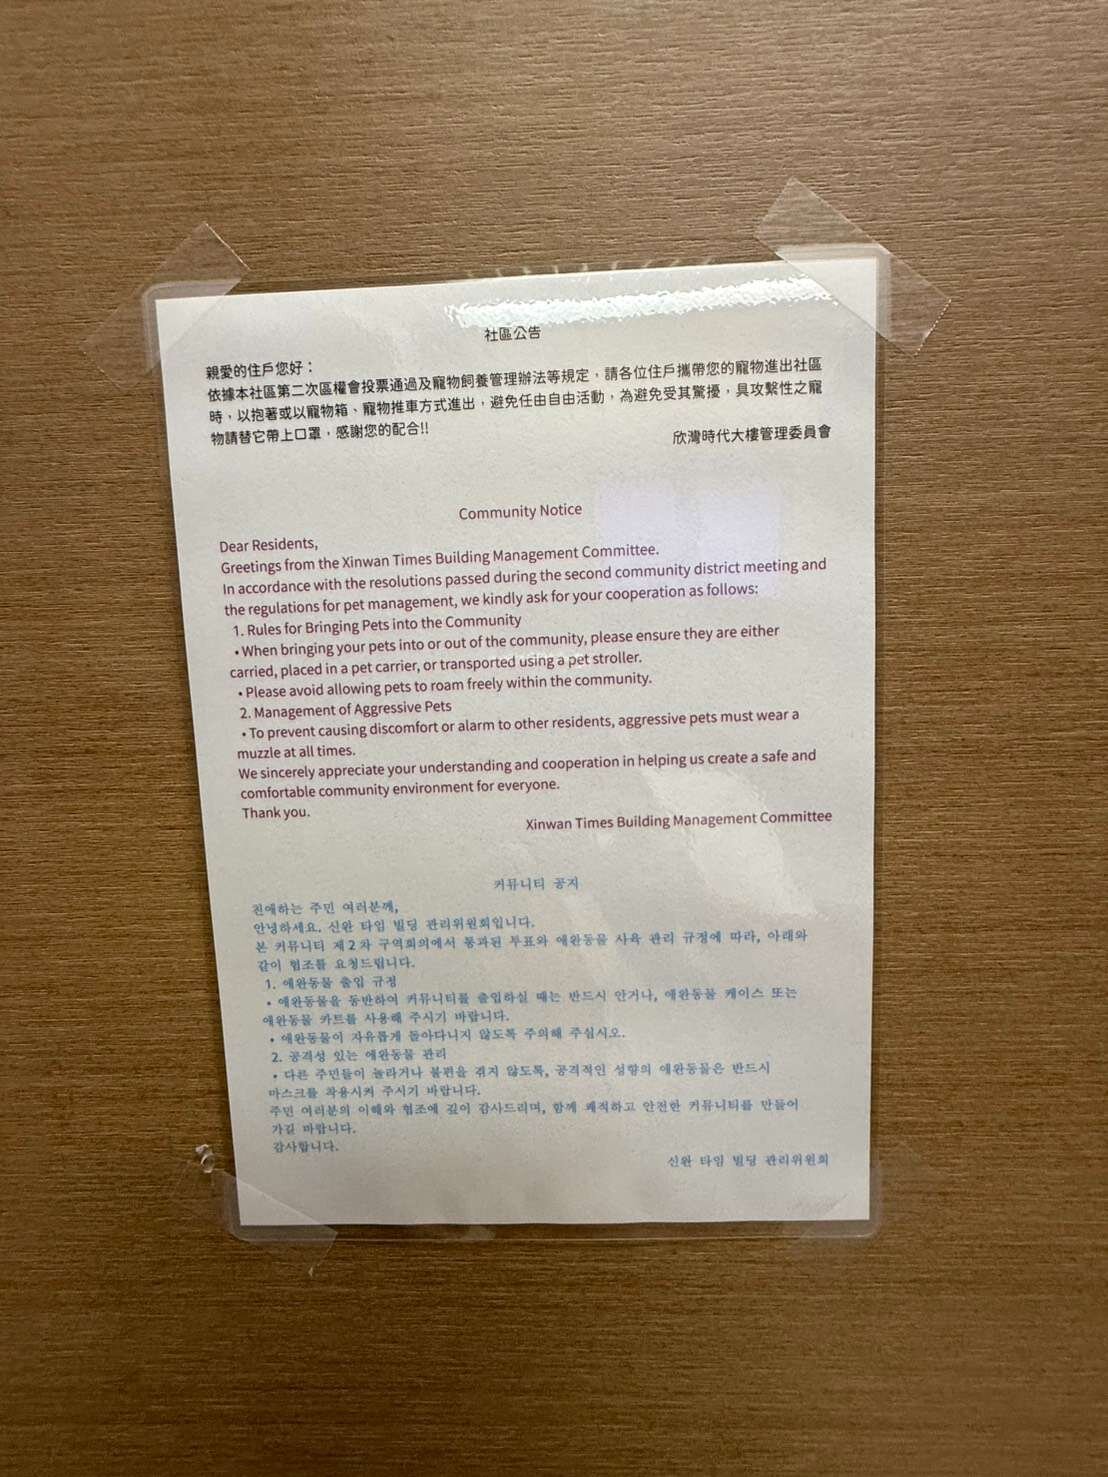 社區公告
親愛的住戶您好：
依據本社區第二次區權會投票通過及寵物飼養管理辦法等規定，請各位住戶攜帶您的寵物進出社區
時，以抱著或以寵物箱、寵物推車方式進出，避免任由自由活動，為避免受其驚擾，具攻繫性之寵
物請替它帶上口罩，感謝您的配合!!
欣灣時代大樓管理委員會
Community Notice
Dear Residents,
Greetings from the Xinwan Times Building Management Committee.
In accordance with the resolutions passed during the second community district meeting and
the regulations for pet management, we kindly ask for your cooperation as follows:
1. Rules for Bringing Pets into the Community
• When bringing your pets into or out of the community, please ensure they are either
carried, placed in a pet carrier, or transported using a pet stroller.
• Please avoid allowing pets to roam freely within the community.
2. Management of Aggressive Pets
• To prevent causing discomfort or alarm to other residents, aggressive pets must wear a
muzzle at all times.
We sincerely appreciate your understanding and cooperation in helping us create a safe and
comfortable community environment for everyone.
Thank you.
Xinwan Times Building Management Committee
커뮤니티 공지
친애하는 주민 여러분께,
안녕하세요. 신완 타임 빌딩 관리위원회입니다.
본 커뮤니티 제2차 구역회의에서 통과된 투표와 애완동물 사육 관리 규정에 따라, 아래와
같이 협조를 요청드립니다.
1. 애완동물 출입 규정
• 애완동물을 동반하여 커뮤니티를 출입하실 때는 반드시 안거나, 애완동물 케이스 또는
애완동물 카트를 사용해 주시기 바랍니다.
• 애완동물이 자유롭게 돌아다니지 않도록 주의해 주십시오.
2. 공격성 있는 애완동물 관리
• 다른 주민들이 놀라거나 불편을 겪지 않도록, 공격적인 성향의 애완동물은 반드시
마스크를 착용시켜 주시기 바랍니다.
주민 여러분의 이해와 협조에 깊이 감사드리며, 함께 쾌적하고 안전한 커뮤니티를 만들어
가길 바랍니다.
감사합니다.
신완 타임 빌딩 관리위원회